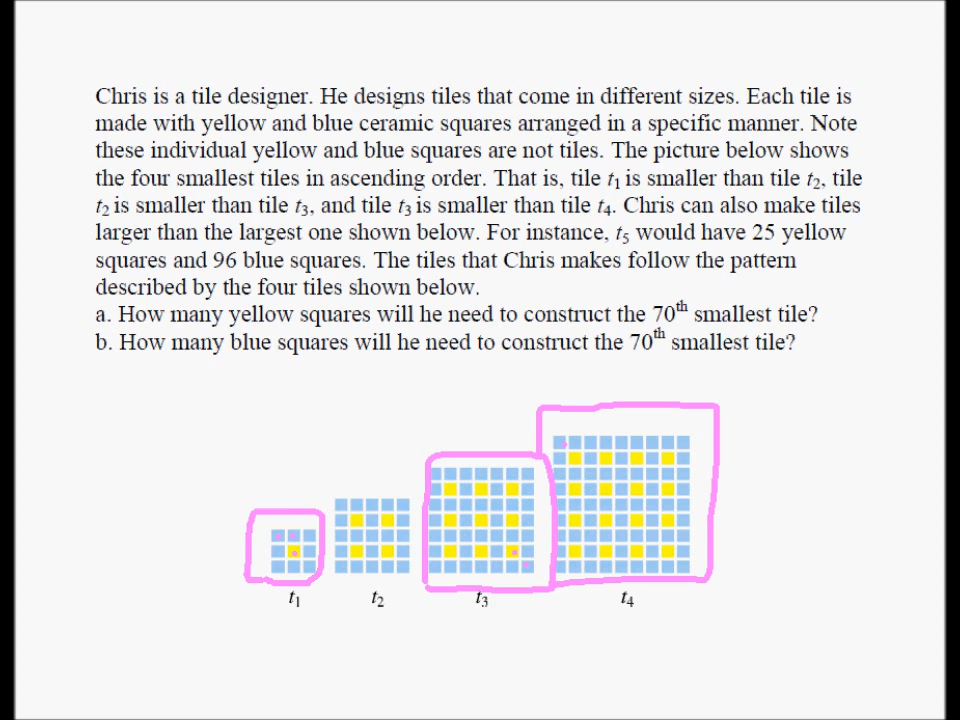 Chris is a tile designer. He designs tiles that come in different sizes. Each tile is
made with yellow and blue ceramic squares arranged in a specific manner. Note
these individual yellow and blue squares are not tiles. The picture below shows
the four smallest tiles in ascending order. That is, tile t₁ is smaller than tile t₂, tile
t₂ is smaller than tile t₃, and tile t₃ is smaller than tile t₄. Chris can also make tiles
larger than the largest one shown below. For instance, t₅ would have 25 yellow
squares and 96 blue squares. The tiles that Chris makes follow the pattern
described by the four tiles shown below.
a. How many yellow squares will he need to construct the 70ᵗʰ smallest tile?
b. How many blue squares will he need to construct the 70ᵗʰ smallest tile?
t₁ t₂ t₃ t₄